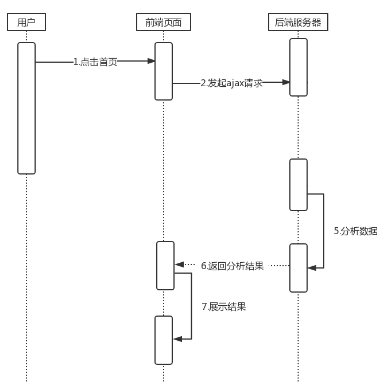 用户
前端页面
后端服务器
1.点击首页
2.发起ajax请求
5.分析数据
6.返回分析结果
7.展示结果